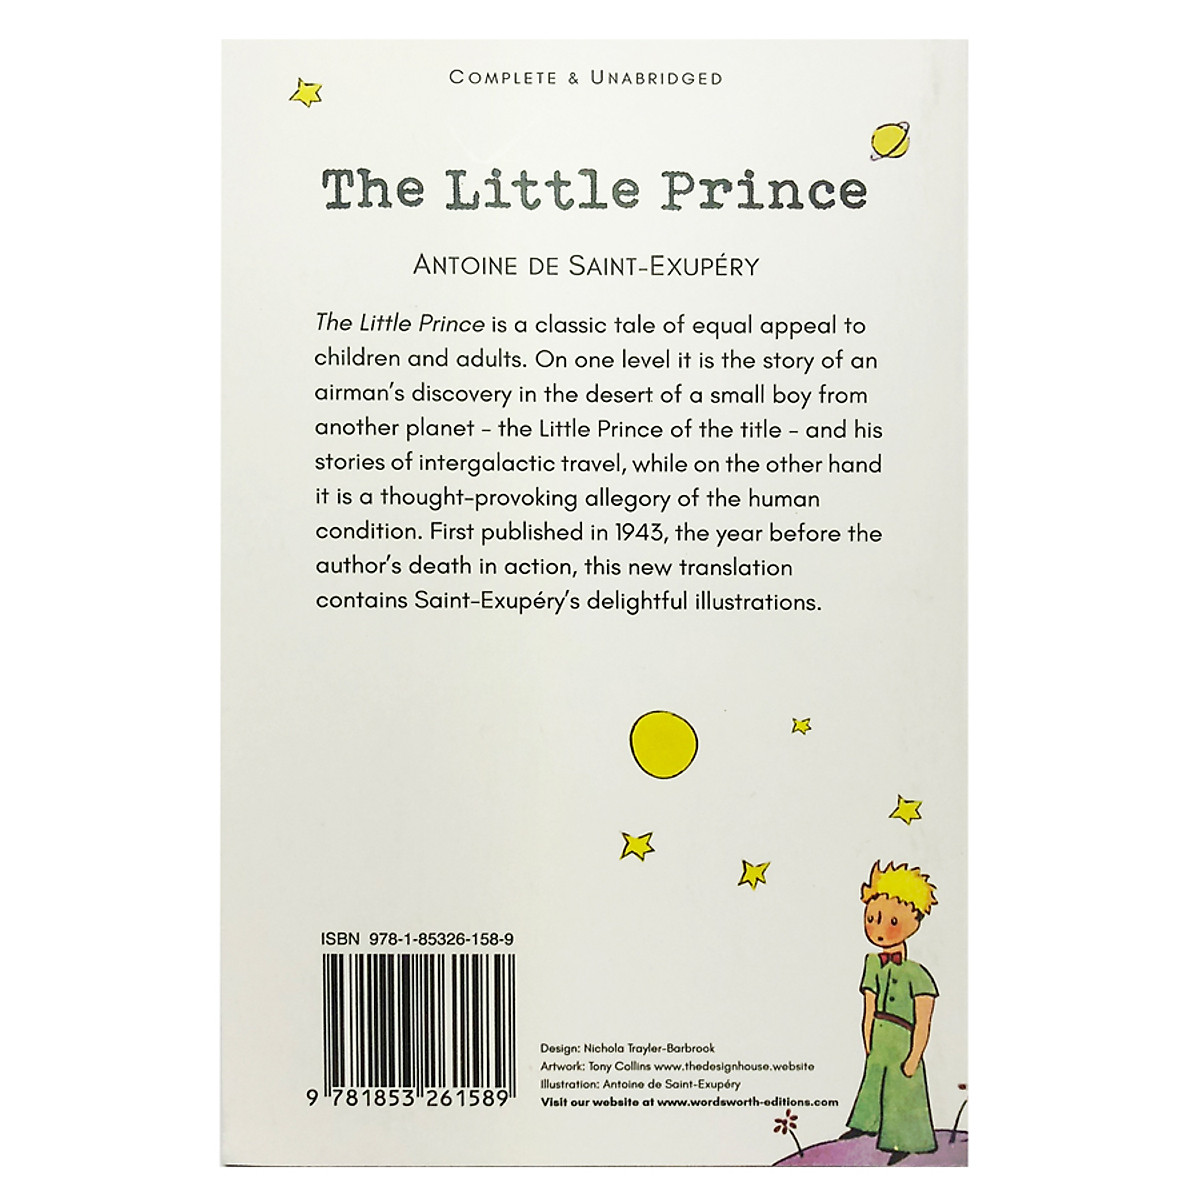 COMPLETE & UNABRIDGED
The Little Prince
ANTOINE DE SAINT-EXUPÉRY
The Little Prince is a classic tale of equal appeal to
children and adults. On one level it is the story of an
airman's discovery in the desert of a small boy from
another planet – the Little Prince of the title – and his
stories of intergalactic travel, while on the other hand
it is a thought-provoking allegory of the human
condition. First published in 1943, the year before the
author's death in action, this new translation
contains Saint-Exupéry's delightful illustrations.
ISBN 978-1-85326-158-9
9 781853 261589
Design: Nichola Trayler-Barbrook
Artwork: Tony Collins www.thedesignhouse.website
Illustration: Antoine de Saint-Exupéry
Visit our website at www.wordsworth-editions.com